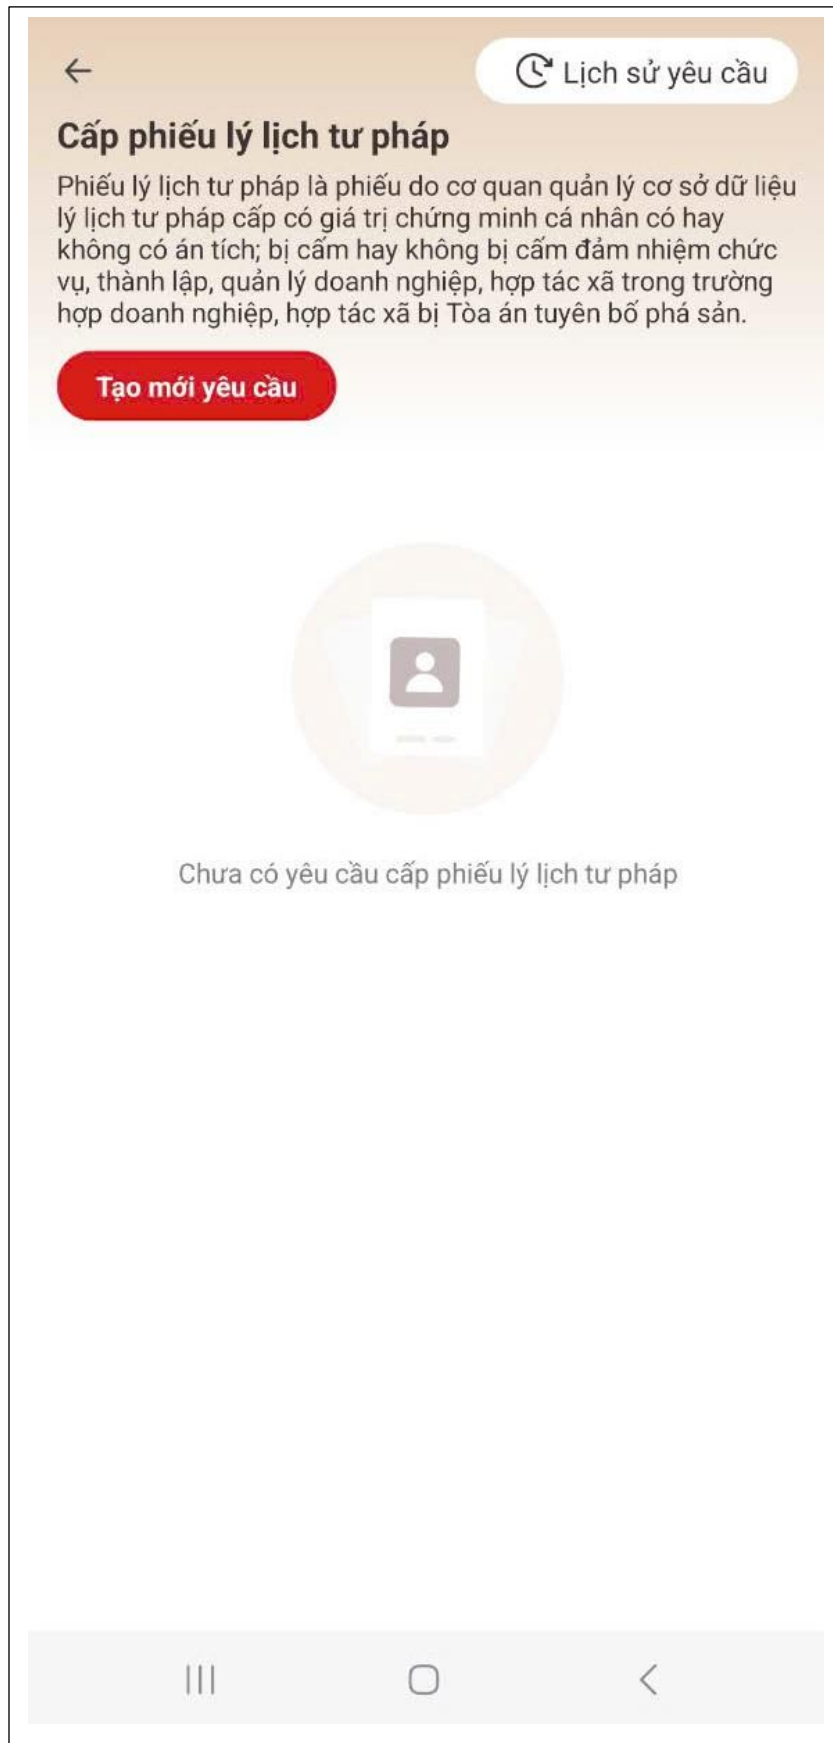 Lịch sử yêu cầu
Cấp phiếu lý lịch tư pháp
Phiếu lý lịch tư pháp là phiếu do cơ quan quản lý cơ sở dữ liệu
lý lịch tư pháp cấp có giá trị chứng minh cá nhân có hay
không có án tích; bị cấm hay không bị cấm đảm nhiệm chức
vụ, thành lập, quản lý doanh nghiệp, hợp tác xã trong trường
hợp doanh nghiệp, hợp tác xã bị Tòa án tuyên bố phá sản.
Tạo mới yêu cầu
Chưa có yêu cầu cấp phiếu lý lịch tư pháp